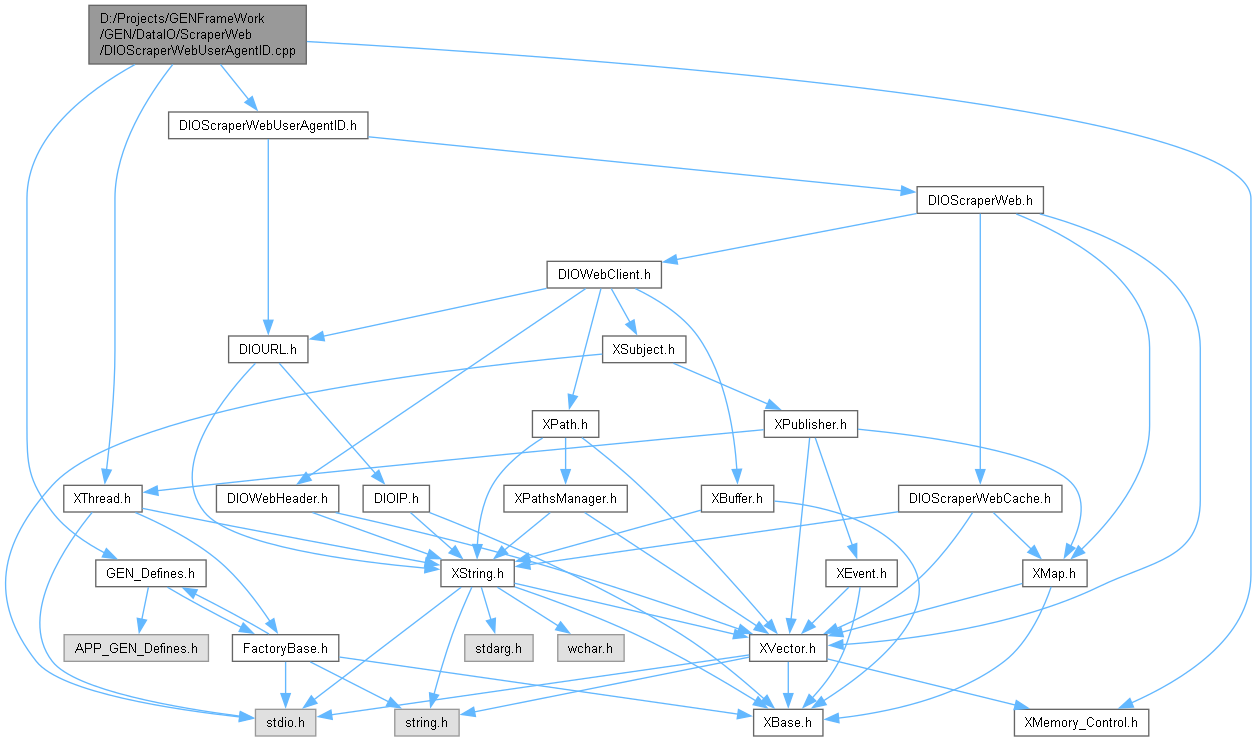 D:/Projects/GENFrameWork
/GEN/DataIO/ScraperWeb
/DIOScraperWebUserAgentID.cpp
DIOScraperWebUserAgentID.h
DIOScraperWeb.h
DIOWebClient.h
DIOURL.h
XSubject.h
XPath.h
XPublisher.h
XThread.h
DIOWebHeader.h
DIOIP.h
XPathsManager.h
XBuffer.h
DIOScraperWebCache.h
GEN_Defines.h
XString.h
XEvent.h
XMap.h
APP_GEN_Defines.h
FactoryBase.h
stdarg.h
wchar.h
XVector.h
stdio.h
string.h
XBase.h
XMemory_Control.h